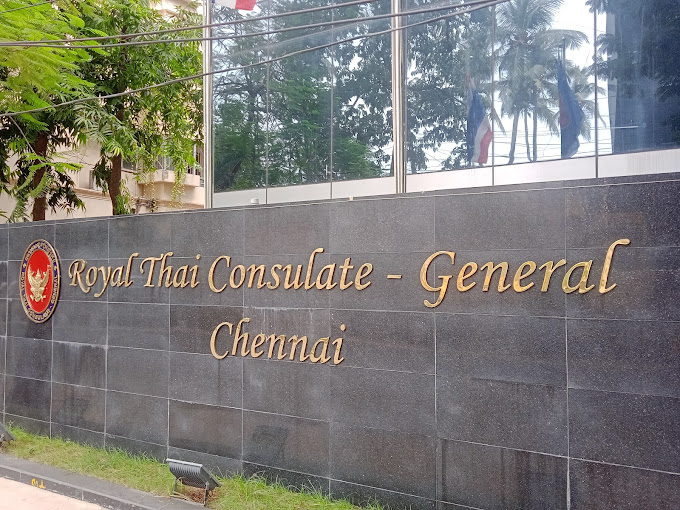 Royal Thai Consulate - General
Chennai